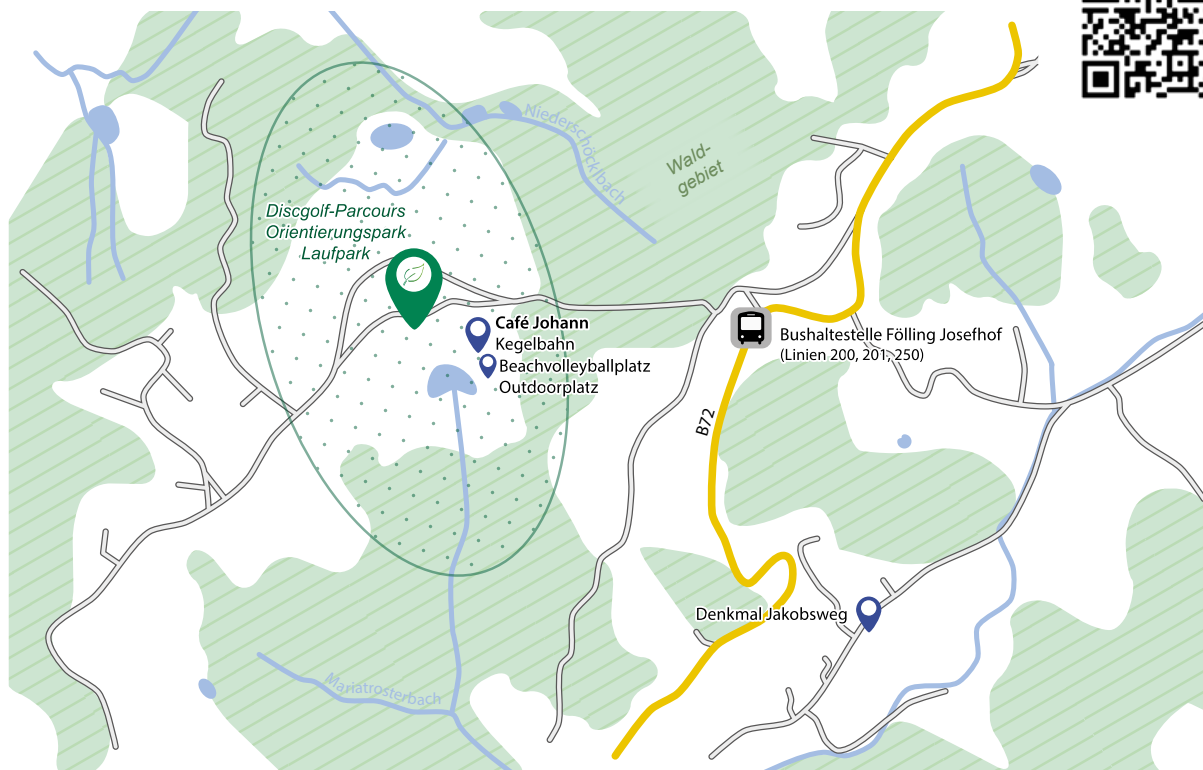 Niederschöcklbach
Wald-
gebiet
Discgolf-Parcours
Orientierungspark
Laufpark
Café Johann
Kegelbahn
Beachvolleyballplatz
Outdoorplatz
Bushaltestelle Fölling Josefhof
(Linien 200, 201, 250)
B72
Denkmal Jakobsweg
Mariatrosterbach